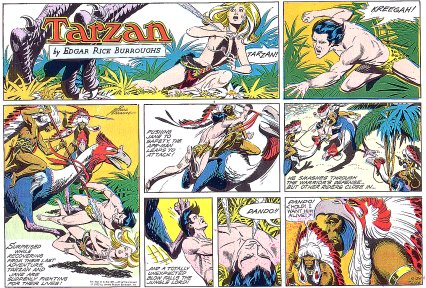 Tarzan
by EDGAR RICE BURROUGHS
TARZAN!
KREEGAH!
SURPRISED
WHILE
RECOVERING
FROM THEIR LAST
ADVENTURE,
TARZAN AND
JANE ARE
SUDDENLY FIGHTING
FOR THEIR LIVES!
PUSHING
JANE TO
SAFETY, THE
APE-MAN
LEAPS TO
ATTACK!
HE SMASHES THROUGH
THE WARRIOR'S DEFENSE...
BUT OTHER RIDERS CLOSE IN...
...AND A TOTALLY
UNEXPECTED
BLOW FELLS THE
JUNGLE LORD!
DANDO!
DANDO!
HOLD! I
WANT HIM
ALIVE!